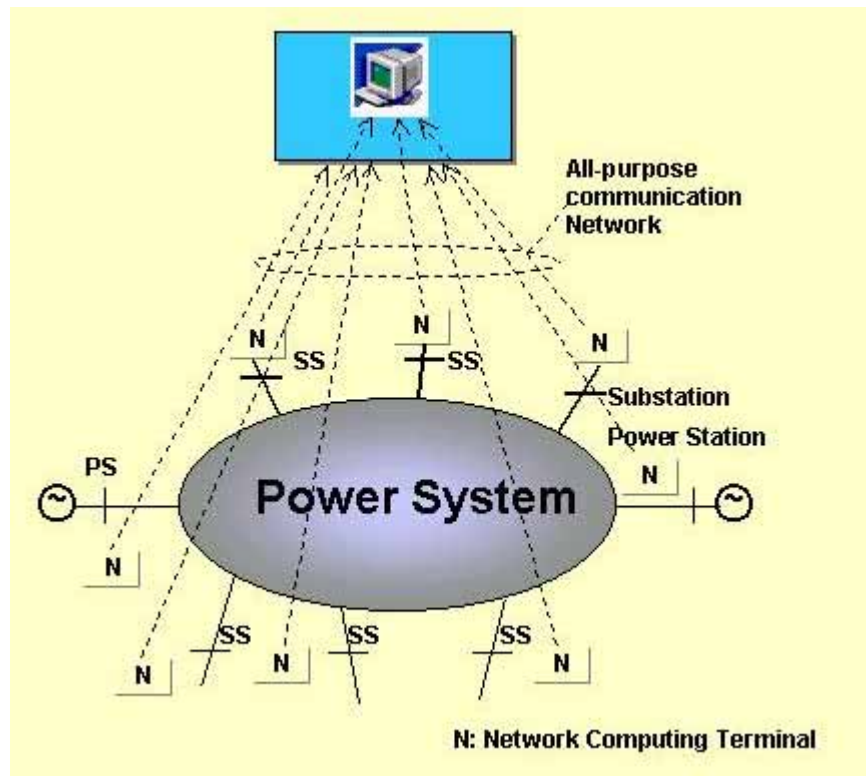 All-purpose
communication
Network
N
N
N
SS
SS
Substation
Power Station
PS
Power System
N
N
SS
SS
SS
N
N
N
N: Network Computing Terminal